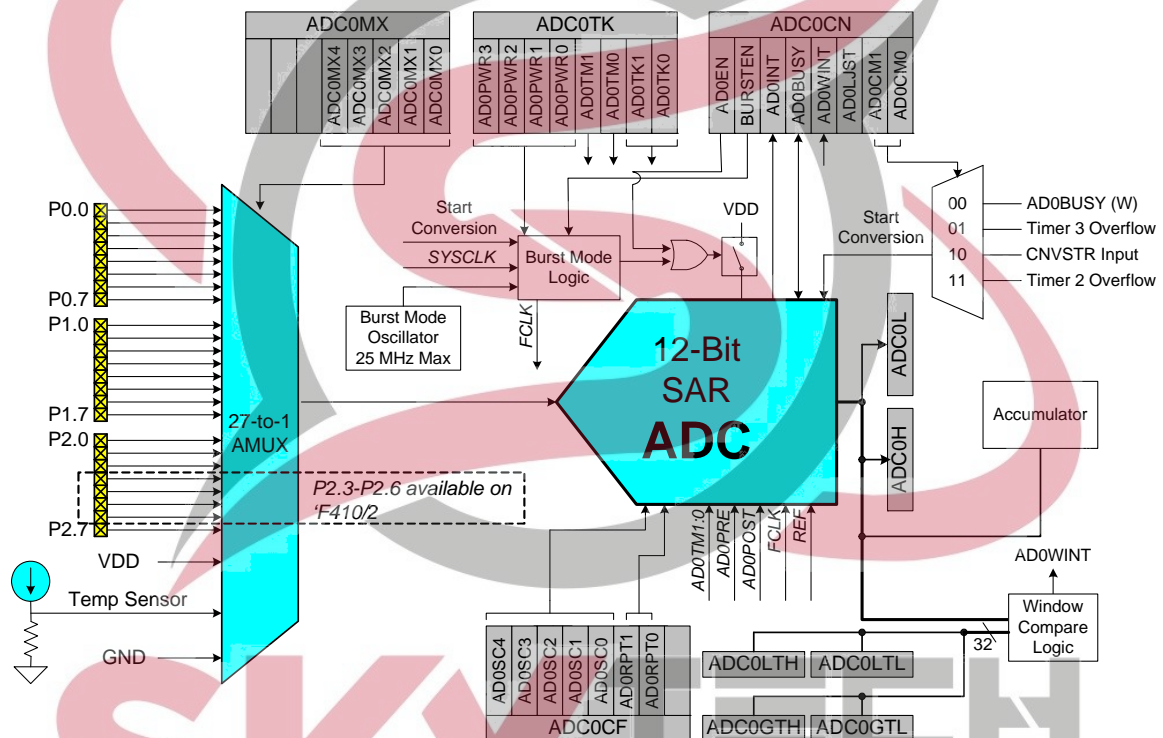 ADC0MX
ADC0MX4
ADC0MX3
ADC0MX2
ADC0MX1
ADC0MX0
ADC0TK
AD0PWR3
AD0PWR2
AD0PWR1
AD0PWR0
AD0TM1
AD0TM0
AD0TK1
AD0TK0
ADC0CN
AD0EN
BURSTEN
AD0INT
AD0BUSY
AD0WINT
AD0LJST
AD0CM1
AD0CM0
P0.0
P0.7
P1.0
P1.7
P2.0
P2.7
VDD
Temp Sensor
GND
27-to-1
AMUX
P2.3-P2.6 available on
'F410/2
Start
Conversion
SYSCLK
Burst Mode
Logic
Burst Mode
Oscillator
25 MHz Max
FCLK
VDD
Start
Conversion
00
01
10
11
AD0BUSY (W)
Timer 3 Overflow
CNVSTR Input
Timer 2 Overflow
12-Bit
SAR
ADC
ADC0L
ADC0H
Accumulator
AD0TM1:0
AD0PRE
AD0POST
FCLK
REF
AD0WINT
Window
Compare
Logic
32
AD0SC4
AD0SC3
AD0SC2
AD0SC1
AD0SC0
AD0RPT1
AD0RPT0
ADC0CF
ADC0LTH
ADC0LTL
ADC0GTH
ADC0GTL
SKYTECH